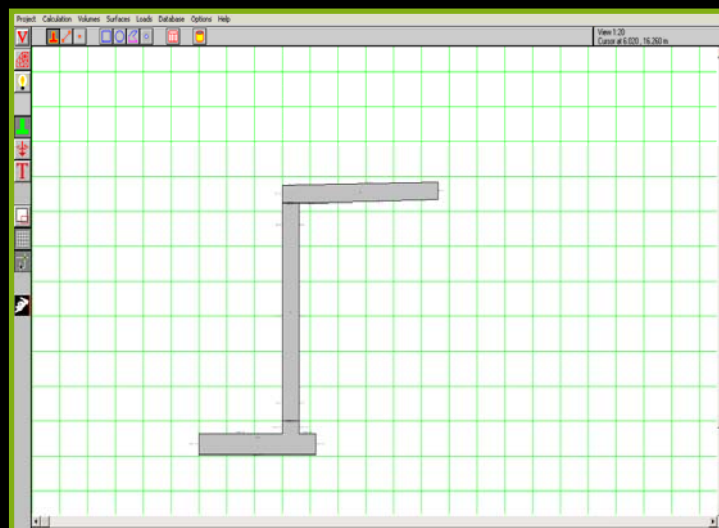 Project Calculation Volumes Surfaces Loads Database Options Help
View 1:20
Cursor at 6.020 , 16.260 m
V
T